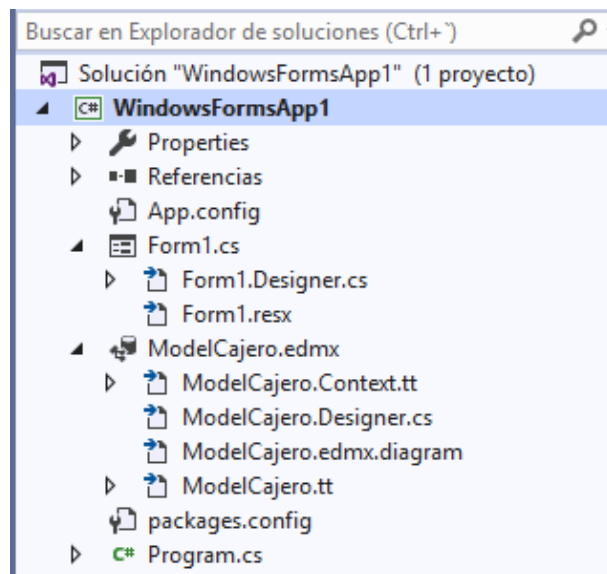 Buscar en Explorador de soluciones (Ctrl+`)
Solución "WindowsFormsApp1" (1 proyecto)
C# WindowsFormsApp1
Properties
Referencias
App.config
Form1.cs
Form1.Designer.cs
Form1.resx
ModelCajero.edmx
ModelCajero.Context.tt
ModelCajero.Designer.cs
ModelCajero.edmx.diagram
ModelCajero.tt
packages.config
C# Program.cs